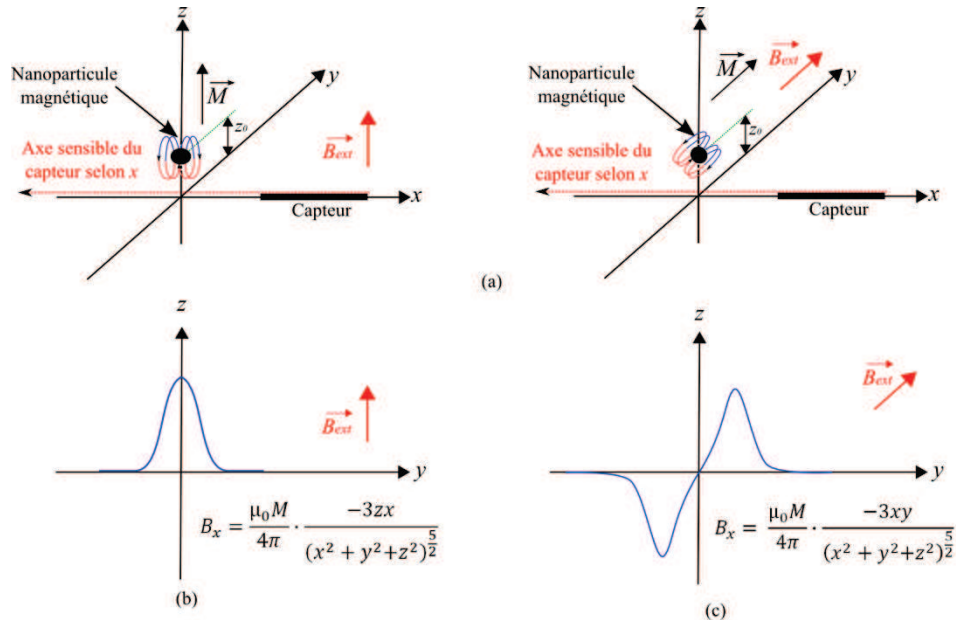 z
Nanoparticule
magnétique
M
y
z₀
Bext
Axe sensible du
capteur selon x
x
Capteur
z
Nanoparticule
magnétique
M
Bext
y
z₀
Axe sensible du
capteur selon x
x
Capteur
(a)
z
Bext
y
Bₓ = μ₀M/4π · −3zx/(x² + y²+z²)^(5/2)
(b)
z
Bext
y
Bₓ = μ₀M/4π · −3xy/(x² + y²+z²)^(5/2)
(c)